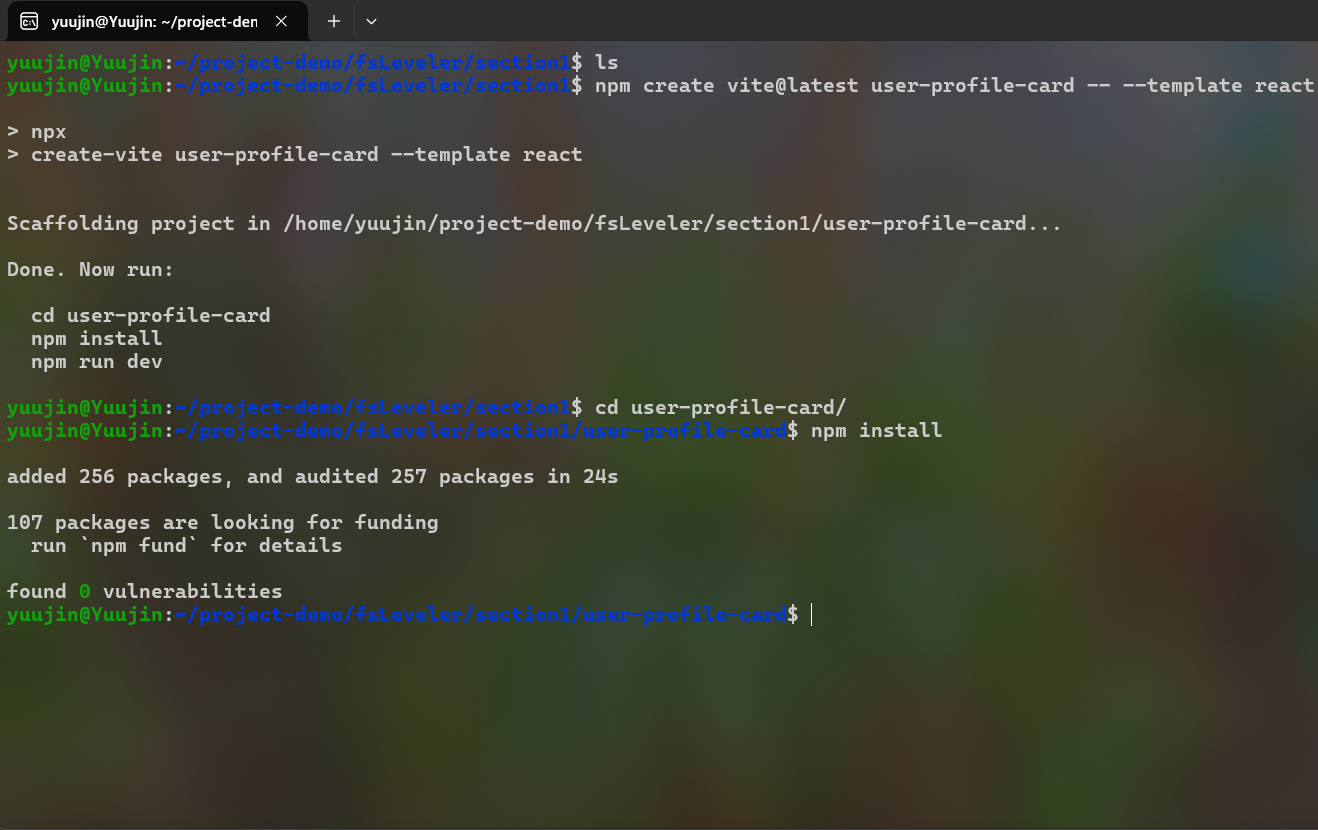 yuujin@Yuujin: ~/project-den
yuujin@Yuujin:~/project-demo/fsLeveler/section1$ ls
yuujin@Yuujin:~/project-demo/fsLeveler/section1$ npm create vite@latest user-profile-card -- --template react
> npx
> create-vite user-profile-card --template react
Scaffolding project in /home/yuujin/project-demo/fsLeveler/section1/user-profile-card...
Done. Now run:
cd user-profile-card
npm install
npm run dev
yuujin@Yuujin:~/project-demo/fsLeveler/section1$ cd user-profile-card/
yuujin@Yuujin:~/project-demo/fsLeveler/section1/user-profile-card$ npm install
added 256 packages, and audited 257 packages in 24s
107 packages are looking for funding
run `npm fund` for details
found 0 vulnerabilities
yuujin@Yuujin:~/project-demo/fsLeveler/section1/user-profile-card$